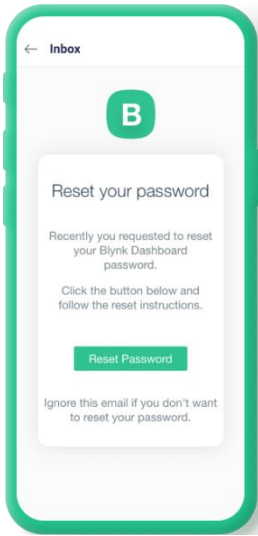 ← Inbox
B
Reset your password
Recently you requested to reset
your Blynk Dashboard
password.
Click the button below and
follow the reset instructions.
Reset Password
Ignore this email if you don't want
to reset your password.